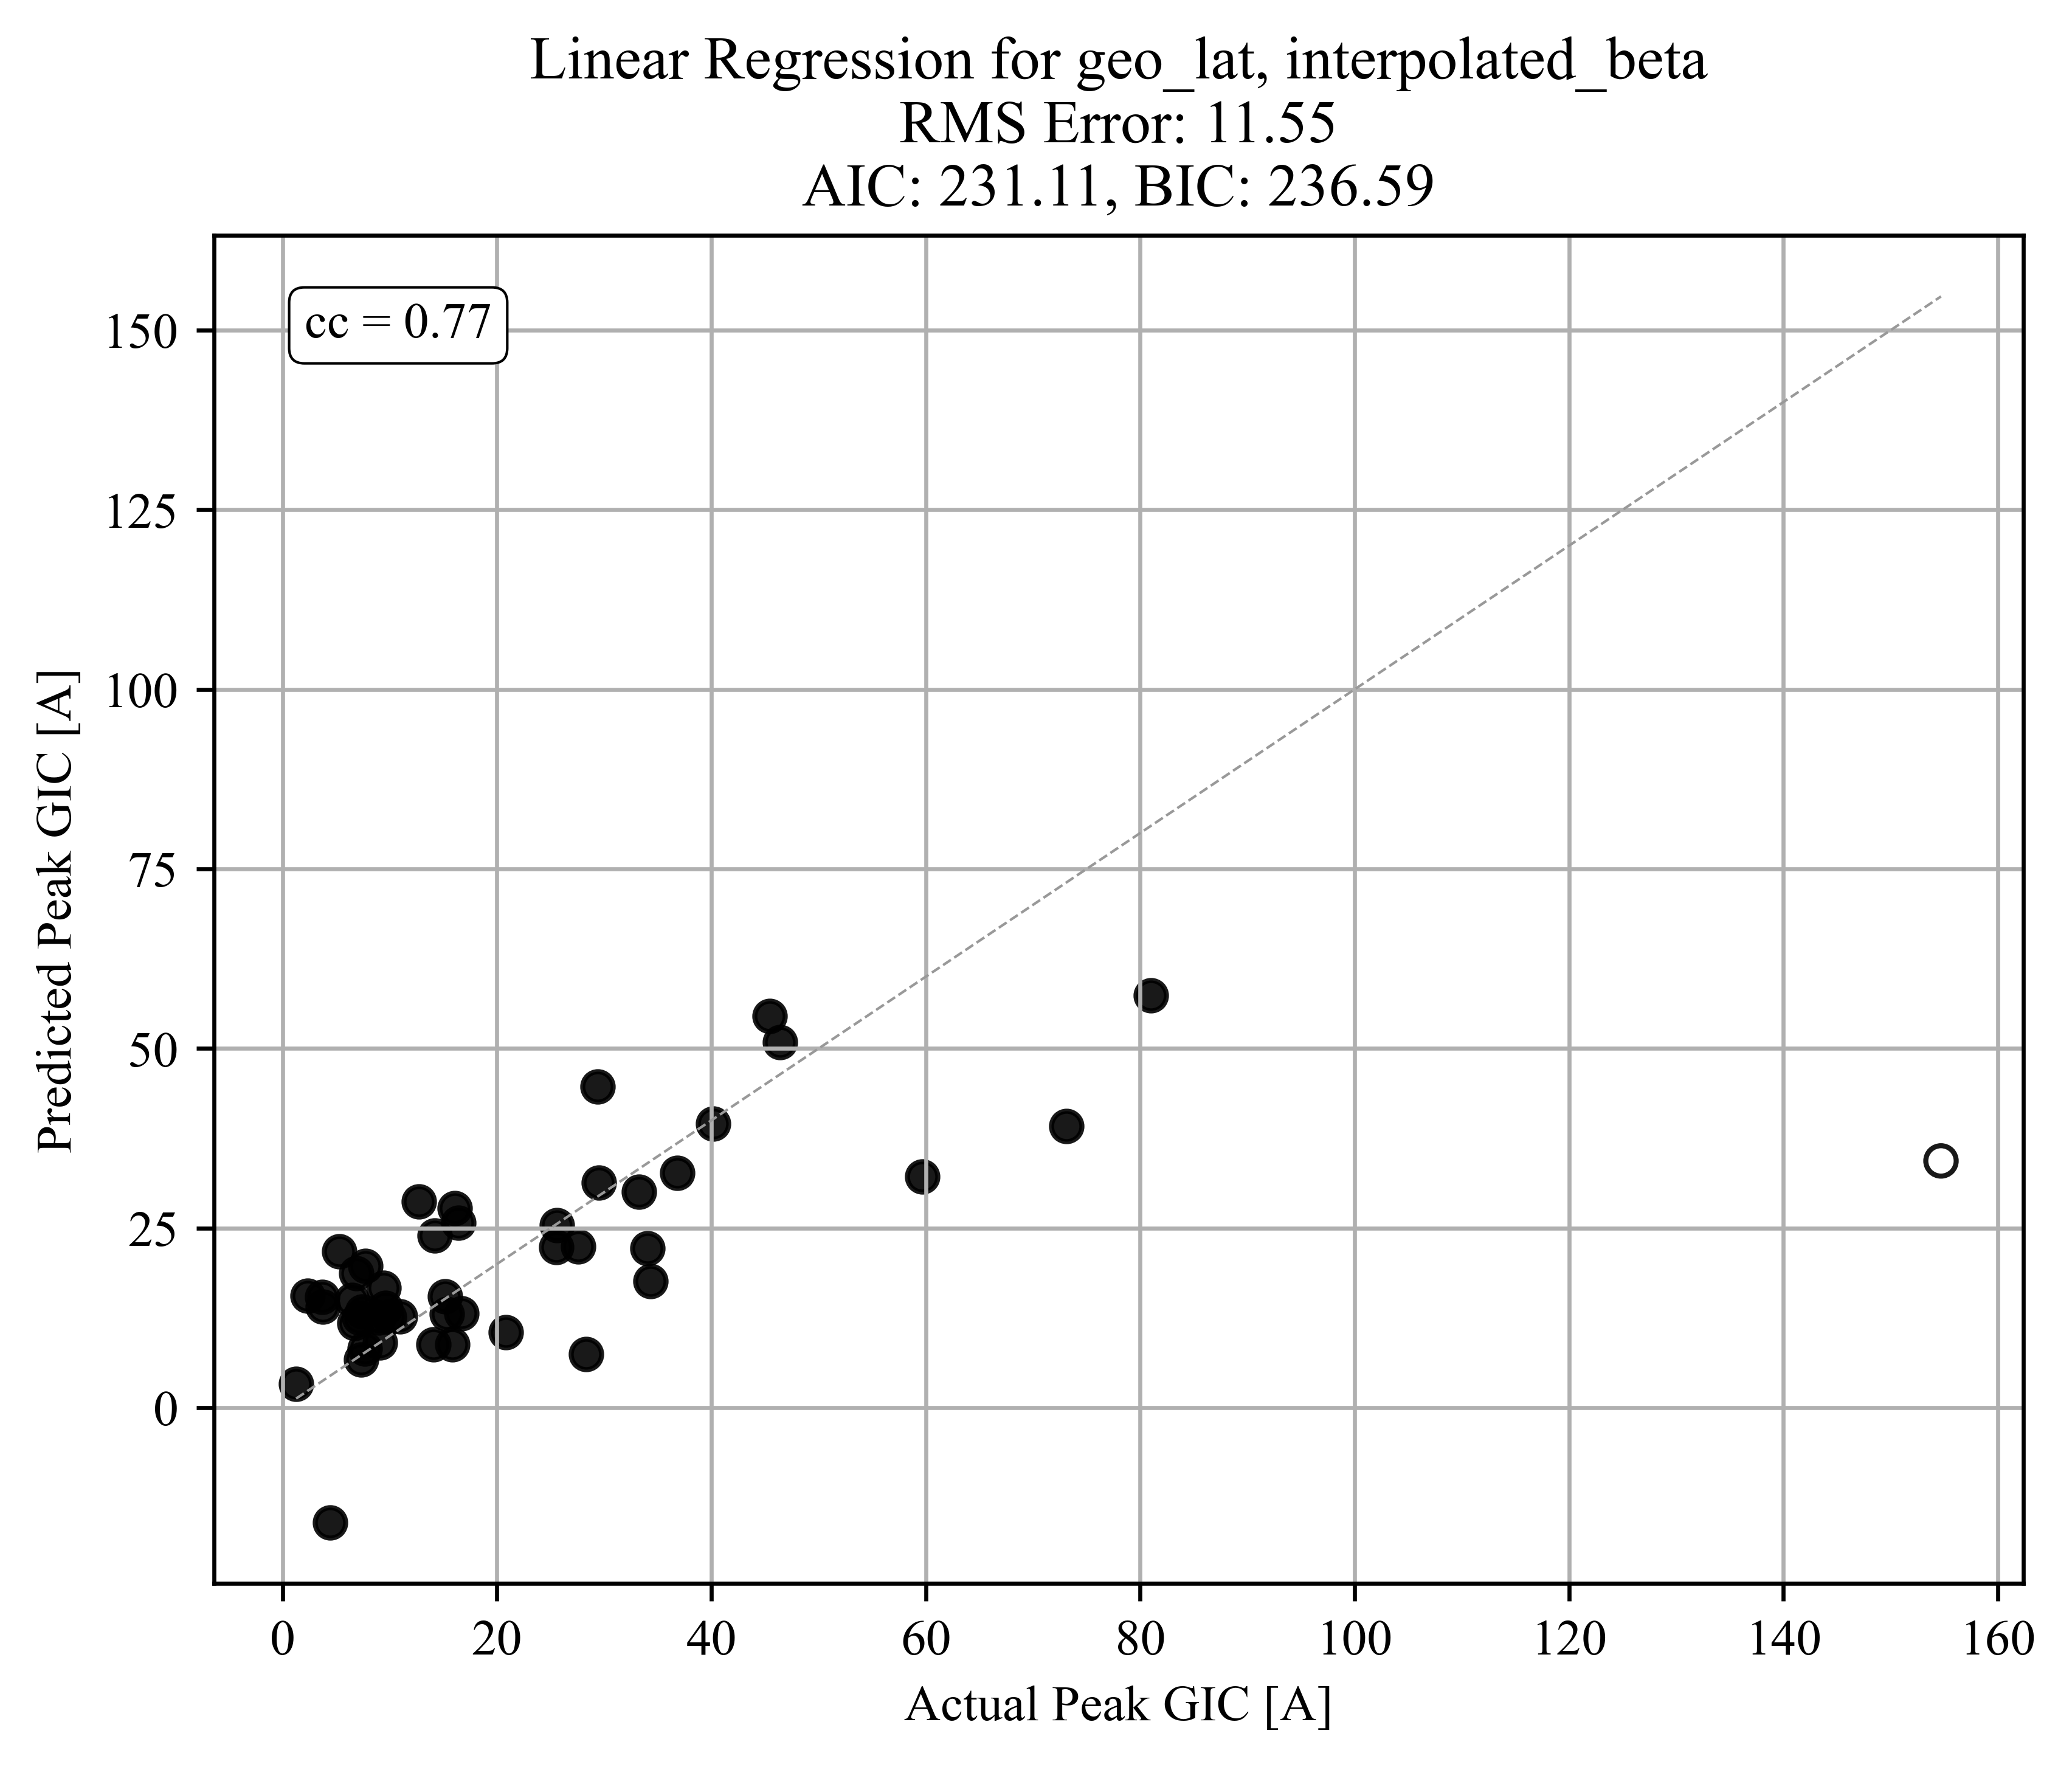 Linear Regression for geo_lat, interpolated_beta
RMS Error: 11.55
AIC: 231.11, BIC: 236.59
cc = 0.77
150
125
100
75
50
25
0
Predicted Peak GIC [A]
0 20 40 60 80 100 120 140 160
Actual Peak GIC [A]